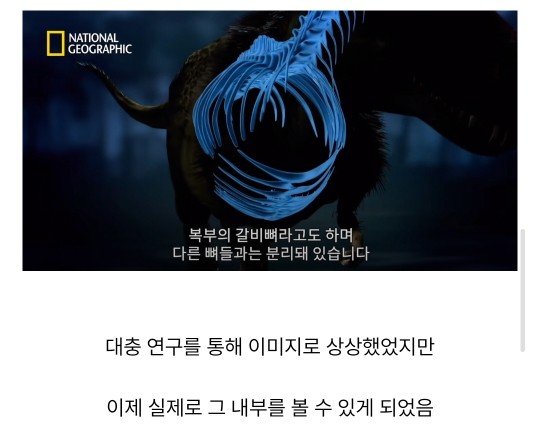 NATIONAL
GEOGRAPHIC
복부의 갈비뼈라고도 하며
다른 뼈들과는 분리돼 있습니다
대충 연구를 통해 이미지로 상상했었지만
이제 실제로 그 내부를 볼 수 있게 되었음